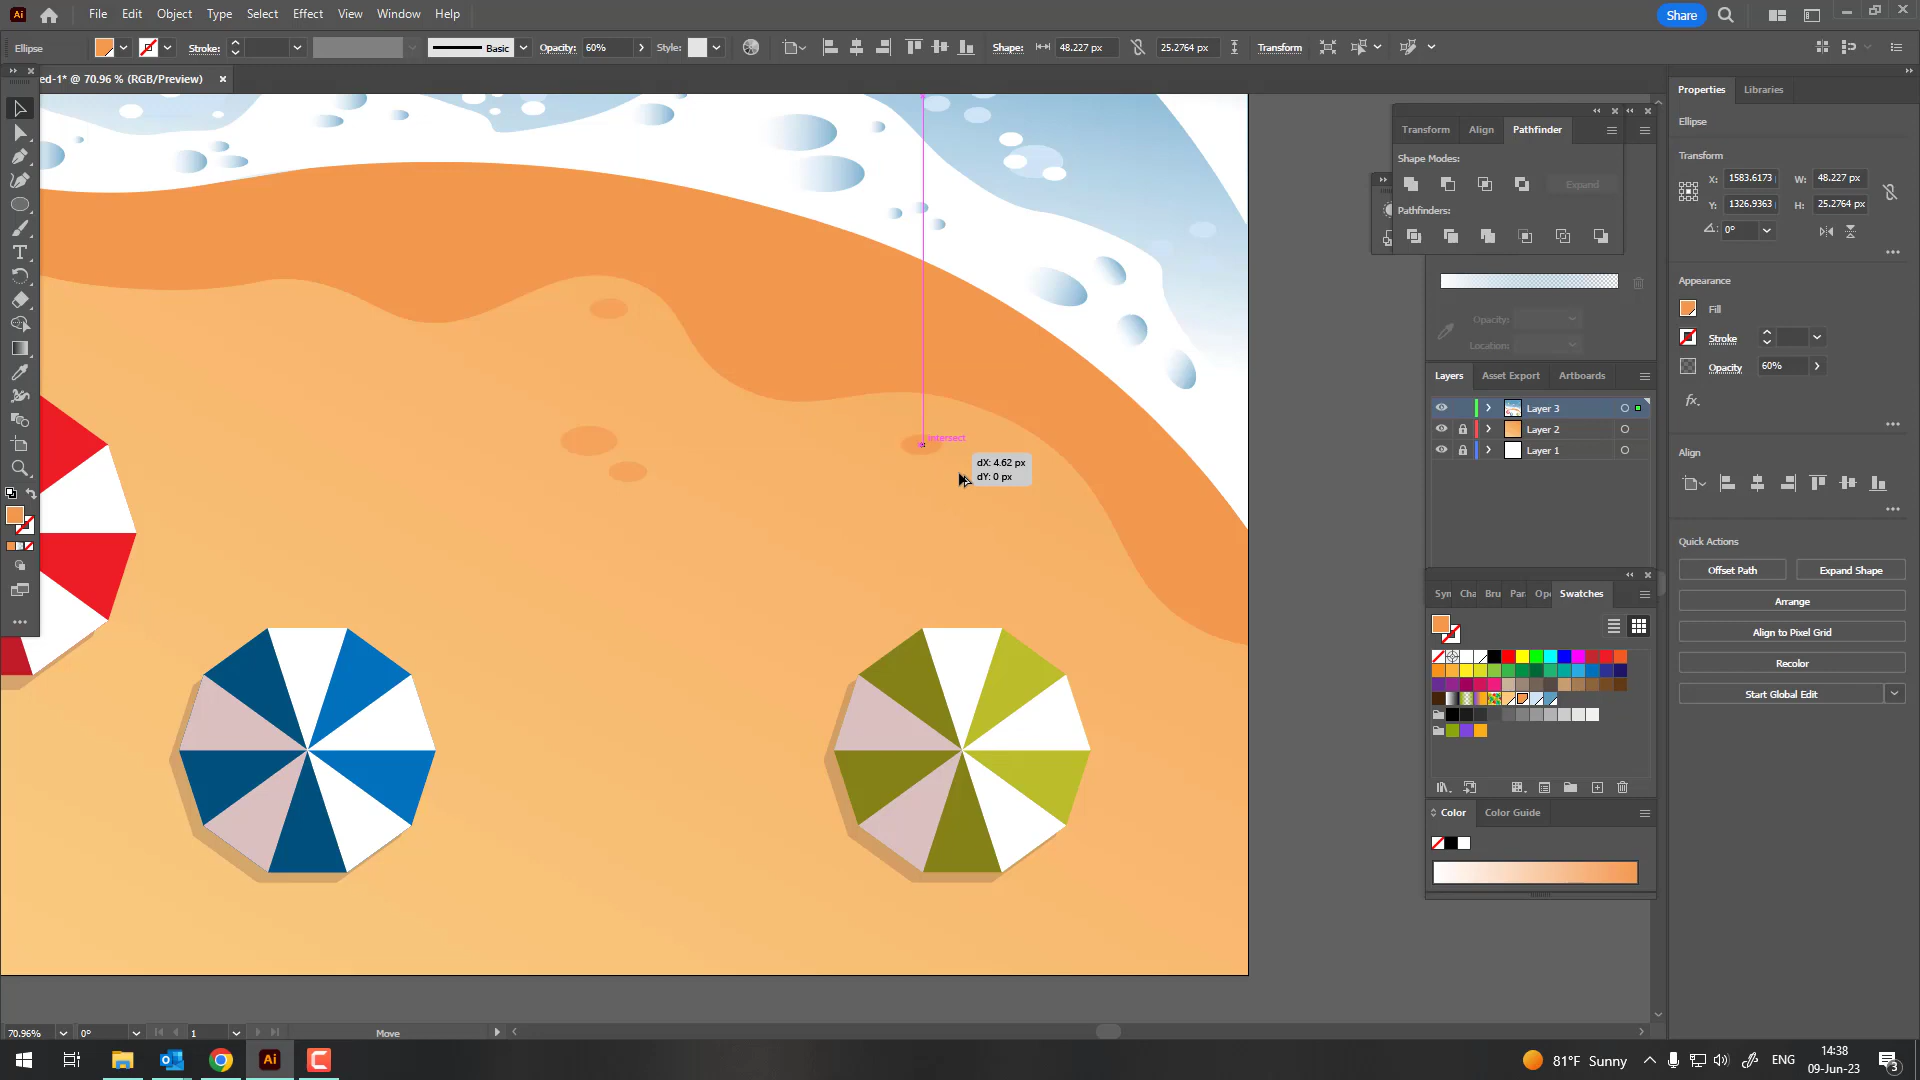 Ai
File Edit Object Type Select Effect View Window Help
Share
Ellipse Stroke: Basic Opacity: 60% Style: Shape: 48.227 px 25.2764 px Transform
ed-1* @ 70.96 % (RGB/Preview) ×
Properties Libraries
Ellipse
Transform
X: 1583.6173 W: 48.227 px
Y: 1326.9363 H: 25.2764 px
0°
Appearance
Fill
Stroke
Opacity 60%
fx.
Align
Quick Actions
Offset Path Expand Shape
Arrange
Align to Pixel Grid
Recolor
Start Global Edit
Transform Align Pathfinder
Shape Modes:
Expand
Pathfinders:
Opacity:
Location:
Layers Asset Export Artboards
Layer 3
Layer 2
Layer 1
Syn Cha Bru Par Ope Swatches
Color Color Guide
Intersect
dX: 4.62 px
dY: 0 px
70.96% 0° 1 Move
Ai
81°F Sunny ENG
14:38
09-Jun-23
3